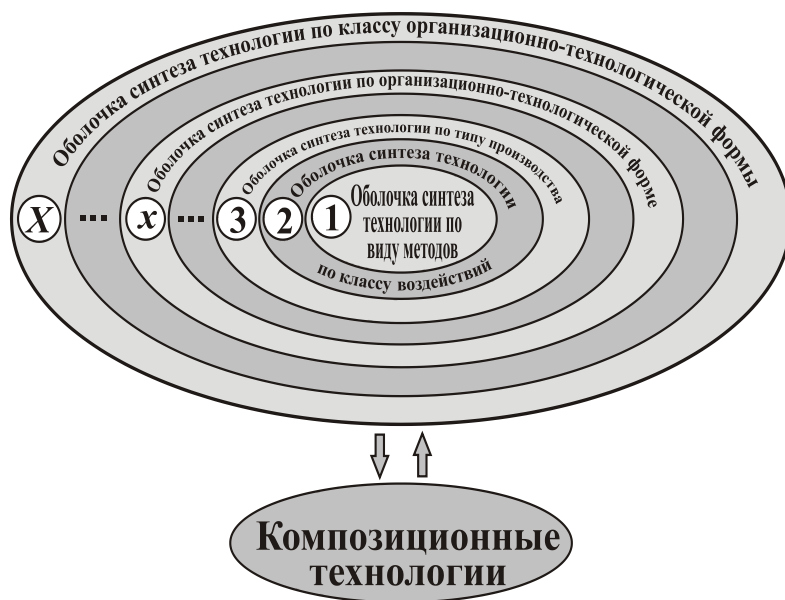 Оболочка синтеза технологии по классу организационно-технологической формы
Оболочка синтеза технологии по организационно-технологической форме
Оболочка синтеза технологии по типу производства
Оболочка синтеза технологии
по классу воздействий
X ... x ... 3 2 1
Оболочка синтеза
технологии по
виду методов
Композиционные
технологии